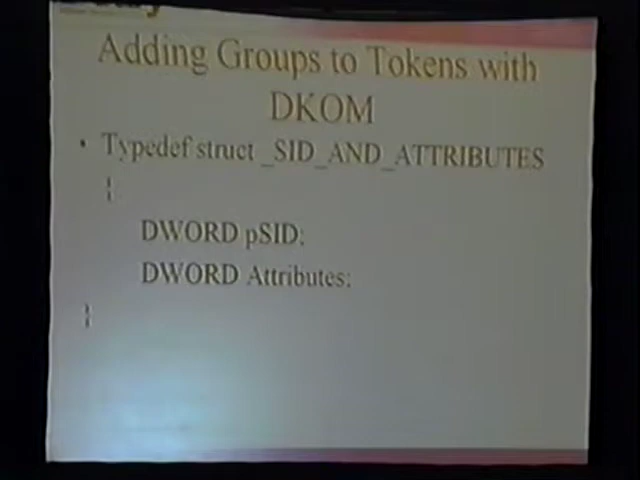 Adding Groups to Tokens with
DKOM
• Typedef struct _SID_AND_ATTRIBUTES
{
DWORD pSID;
DWORD Attributes;
}